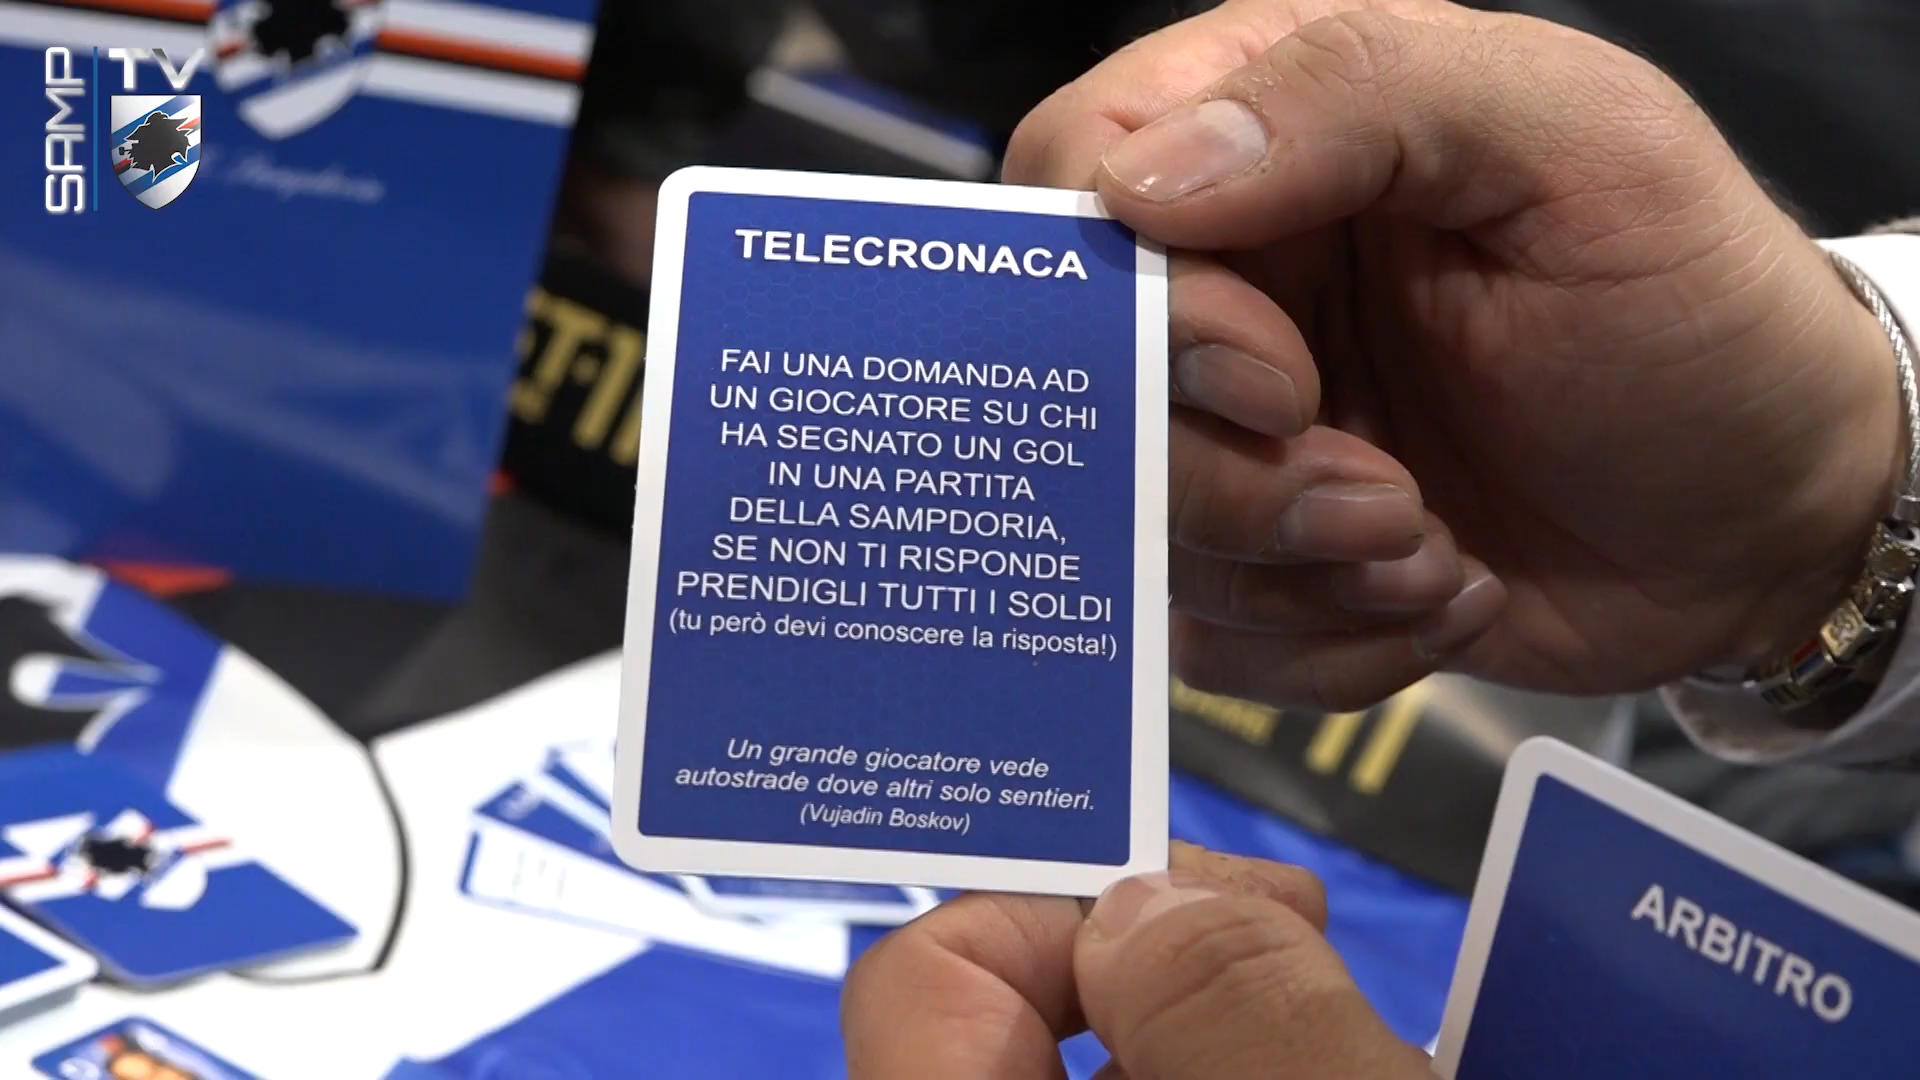 SAMP
TV
TELECRONACA
FAI UNA DOMANDA AD
UN GIOCATORE SU CHI
HA SEGNATO UN GOL
IN UNA PARTITA
DELLA SAMPDORIA,
SE NON TI RISPONDE
PRENDIGLI TUTTI I SOLDI
(tu però devi conoscere la risposta!)
Un grande giocatore vede
autostrade dove altri solo sentieri.
(Vujadin Boskov)
ARBITRO